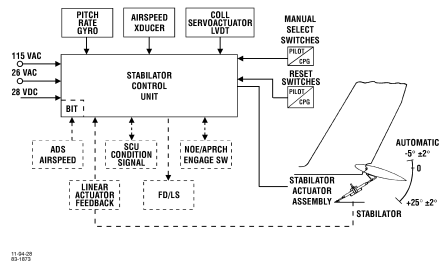 PITCH
RATE
GYRO
AIRSPEED
XDUCER
COLL
SERVOACTUATOR
LVDT
MANUAL
SELECT
SWITCHES
PILOT
CPG
115 VAC
26 VAC
28 VDC
STABILATOR
CONTROL
UNIT
BIT
RESET
SWITCHES
PILOT
CPG
ADS
AIRSPEED
SCU
CONDITION
SIGNAL
NOE/APRCH
ENGAGE SW
LINEAR
ACTUATOR
FEEDBACK
FD/LS
STABILATOR
ACTUATOR
ASSEMBLY
AUTOMATIC
-5° ±2°
0
+25° ±2°
STABILATOR
11-04-28
83-1873